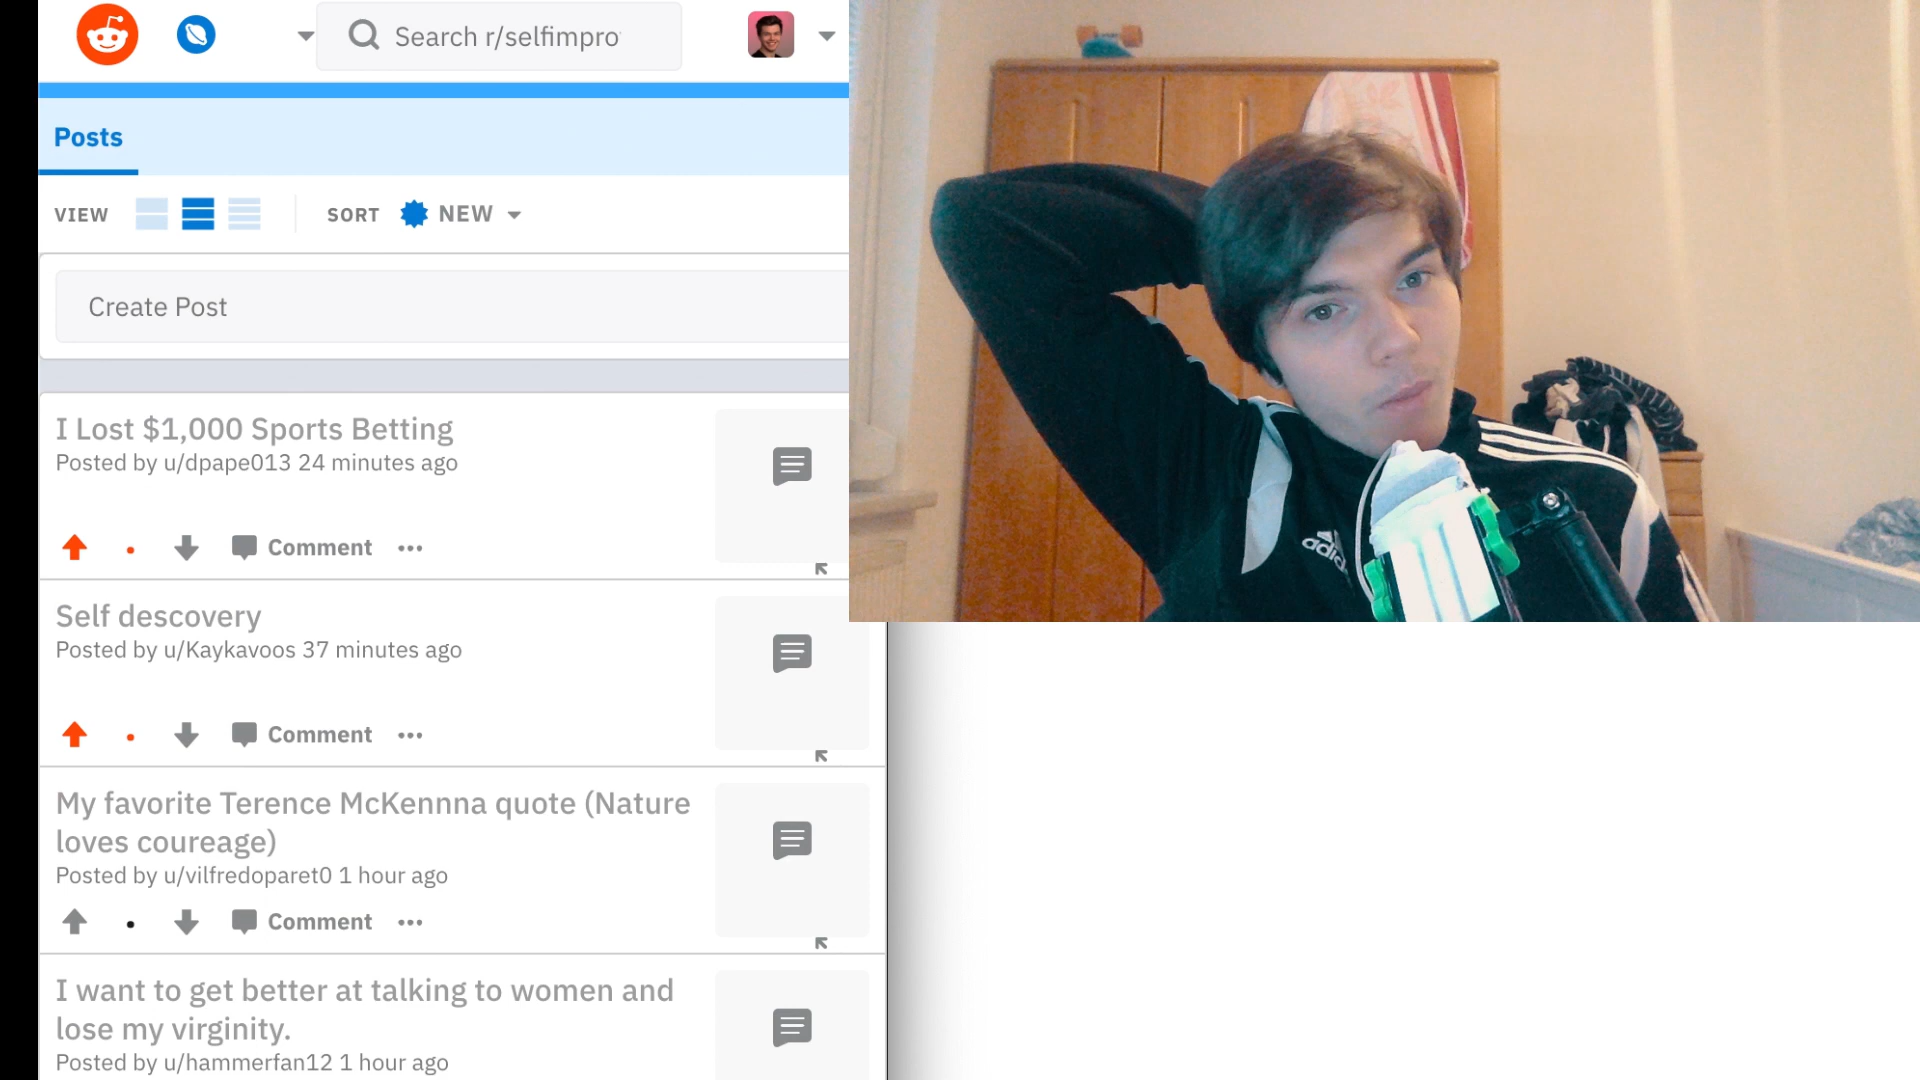 Search r/selfimpro
Posts
VIEW
SORT
NEW
Create Post
I Lost $1,000 Sports Betting
Posted by u/dpape013 24 minutes ago
Comment
Self descovery
Posted by u/Kaykavoos 37 minutes ago
Comment
My favorite Terence McKennna quote (Nature
loves coureage)
Posted by u/vilfredoparet0 1 hour ago
Comment
I want to get better at talking to women and
lose my virginity.
Posted by u/hammerfan12 1 hour ago
adidas